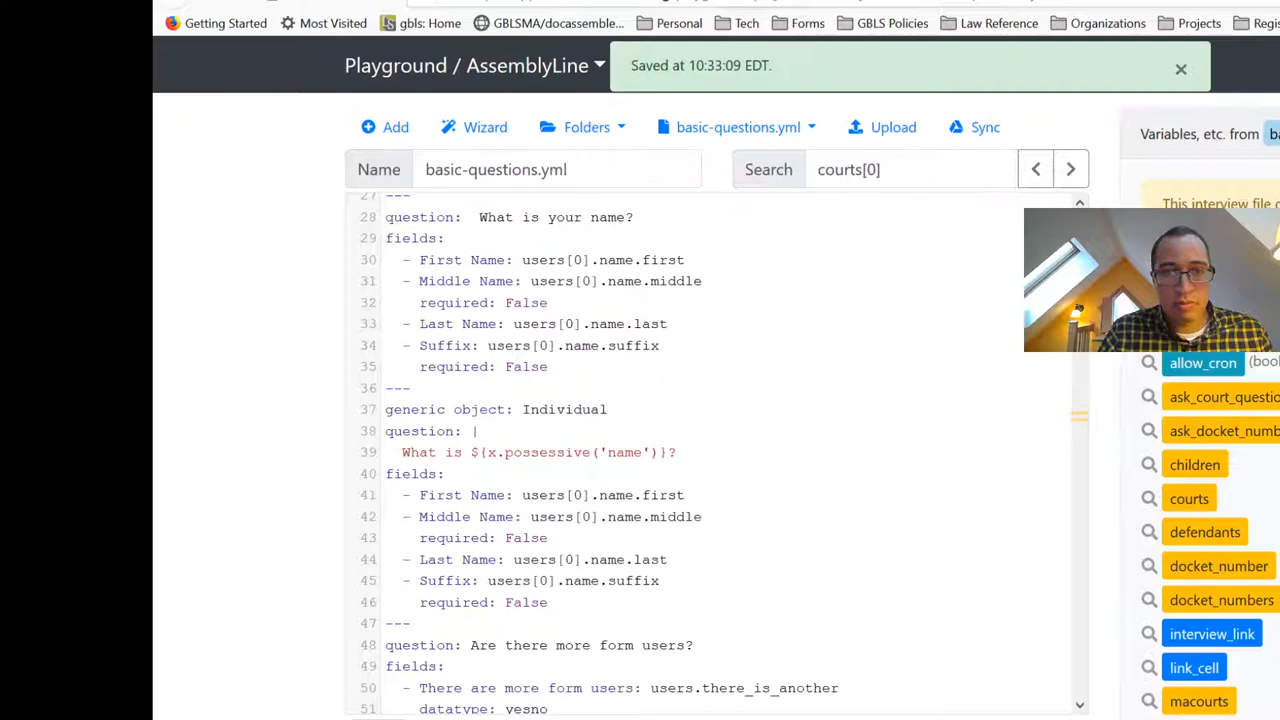 Getting Started Most Visited gbls: Home GBLSMA/docassemble... Personal Tech Forms GBLS Policies Law Reference Organizations Projects
Playground / AssemblyLine
Saved at 10:33:09 EDT. ×
Add Wizard Folders basic-questions.yml Upload Sync
Variables, etc. from
Name basic-questions.yml Search courts[0]
This interview file
27 ---
28 question:  What is your name?
29 fields:
30 - First Name: users[0].name.first
31 - Middle Name: users[0].name.middle
32 required: False
33 - Last Name: users[0].name.last
34 - Suffix: users[0].name.suffix
35 required: False
36 ---
37 generic object: Individual
38 question: |
39 What is ${x.possessive('name')}?
40 fields:
41 - First Name: users[0].name.first
42 - Middle Name: users[0].name.middle
43 required: False
44 - Last Name: users[0].name.last
45 - Suffix: users[0].name.suffix
46 required: False
47 ---
48 question: Are there more form users?
49 fields:
50 - There are more form users: users.there_is_another
51 datatype: yesno
allow_cron
ask_court_questio
ask_docket_numb
children
courts
defendants
docket_number
docket_numbers
interview_link
link_cell
macourts